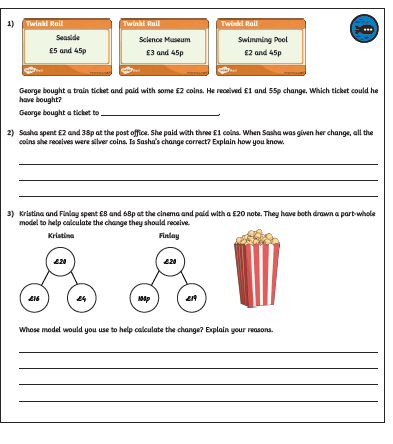 1)
Twinkl Rail
Seaside
£5 and 45p
Twinkl Rail
Science Museum
£3 and 45p
Twinkl Rail
Swimming Pool
£2 and 45p
George bought a train ticket and paid with some £2 coins. He received £1 and 55p change. Which ticket could he
have bought?
George bought a ticket to
2) Sasha spent £2 and 38p at the post office. She paid with three £1 coins. When Sasha was given her change, all the
coins she received were silver coins. Is Sasha's change correct? Explain how you know.
3) Kristina and Finlay spent £8 and 68p at the cinema and paid with a £20 note. They have both drawn a part-whole
model to help calculate the change they should receive.
Kristina
Finlay
£20
£20
£16
£4
100p
£19
Whose model would you use to help calculate the change? Explain your reasons.